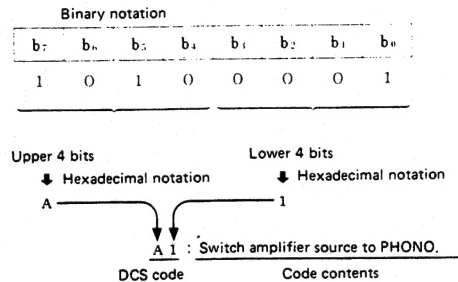 Binary notation
b₇ b₆ b₅ b₄ b₃ b₂ b₁ b₀
1 0 1 0 0 0 0 1
Upper 4 bits Lower 4 bits
Hexadecimal notation Hexadecimal notation
A 1
A 1 : Switch amplifier source to PHONO.
DCS code Code contents